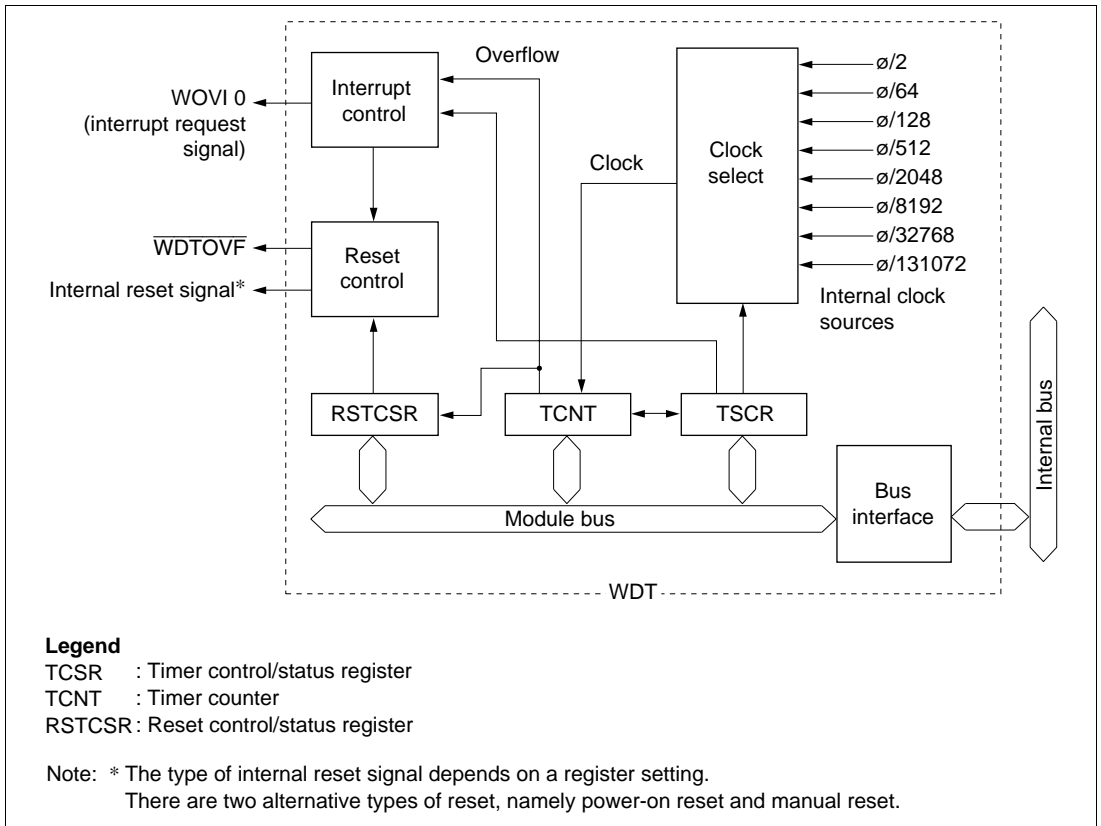 Overflow
Interrupt
control
WOVI 0
(interrupt request
signal)
ø/2
ø/64
ø/128
ø/512
ø/2048
ø/8192
ø/32768
ø/131072
Clock
Clock
select
Internal clock
sources
WDTOVF
Internal reset signal*
Reset
control
RSTCSR
TCNT
TSCR
Bus
interface
Internal bus
Module bus
WDT
Legend
TCSR : Timer control/status register
TCNT : Timer counter
RSTCSR : Reset control/status register
Note: * The type of internal reset signal depends on a register setting.
There are two alternative types of reset, namely power-on reset and manual reset.